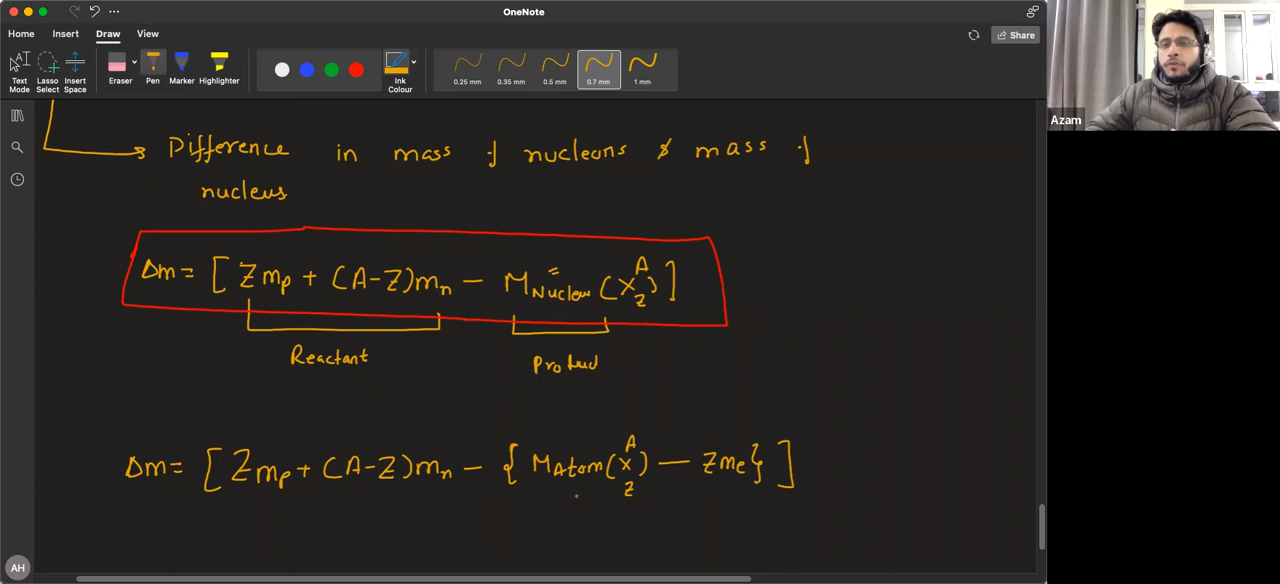 OneNote
Home Insert Draw View
Share
Text Mode
Lasso Select
Insert Space
Eraser
Pen
Marker
Highlighter
Ink Colour
0.25 mm
0.35 mm
0.5 mm
0.7 mm
1 mm
Azam
Difference in mass of nucleons & mass of
nucleus
Δm = [ Zmp + (A-Z)mn - MNuclear (X A Z) ]
Reactant
Product
Δm = [ Zmp + (A-Z)mn - { MAtom (X A Z) - Zme } ]
AH